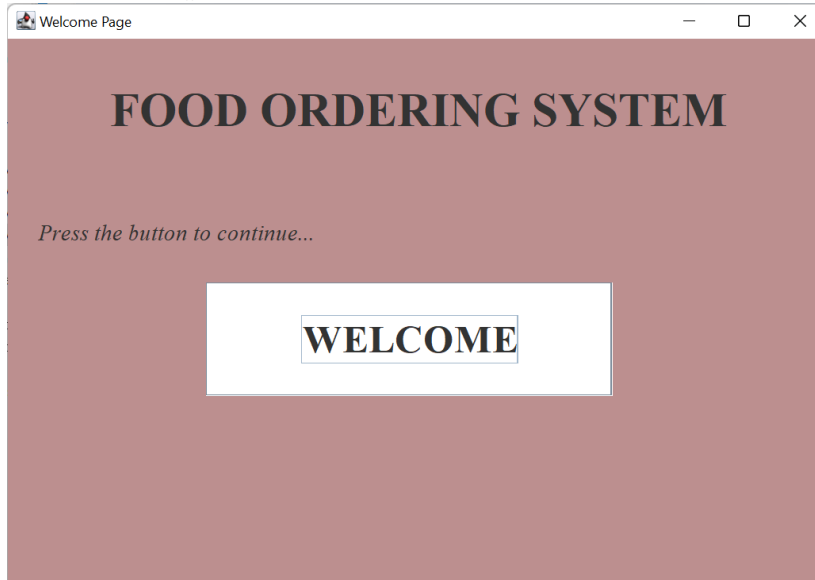 Welcome Page
FOOD ORDERING SYSTEM
Press the button to continue...
WELCOME